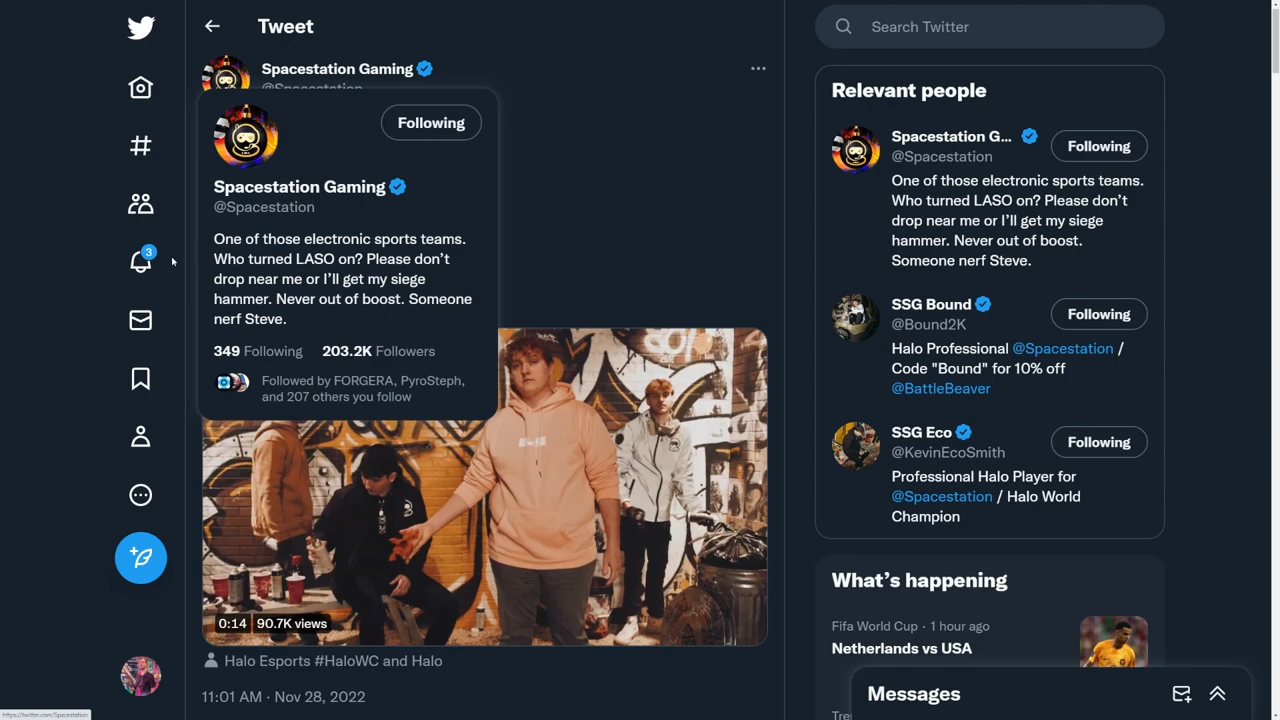 Tweet
Spacestation Gaming
@Spacestation
Following
Spacestation Gaming
@Spacestation
One of those electronic sports teams.
Who turned LASO on? Please don't
drop near me or I'll get my siege
hammer. Never out of boost. Someone
nerf Steve.
349 Following 203.2K Followers
Followed by FORGERA, PyroSteph,
and 207 others you follow
3
0:14 90.7K views
Halo Esports #HaloWC and Halo
11:01 AM · Nov 28, 2022
Search Twitter
Relevant people
Spacestation G...
@Spacestation
Following
One of those electronic sports teams.
Who turned LASO on? Please don't
drop near me or I'll get my siege
hammer. Never out of boost.
Someone nerf Steve.
SSG Bound
@Bound2K
Following
Halo Professional @Spacestation /
Code "Bound" for 10% off
@BattleBeaver
SSG Eco
@KevinEcoSmith
Following
Professional Halo Player for
@Spacestation / Halo World
Champion
What's happening
Fifa World Cup · 1 hour ago
Netherlands vs USA
Messages
https://twitter.com/Spacestation